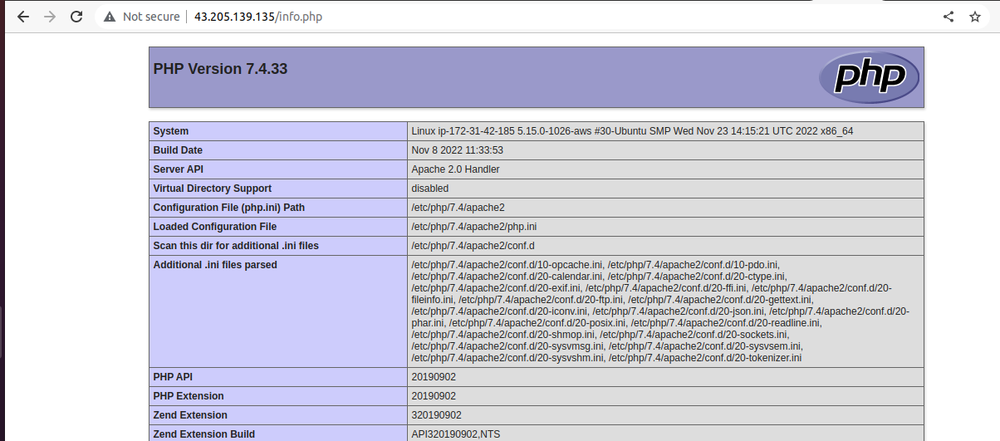 Not secure 43.205.139.135/info.php
PHP Version 7.4.33
php
System Linux ip-172-31-42-185 5.15.0-1026-aws #30-Ubuntu SMP Wed Nov 23 14:15:21 UTC 2022 x86_64
Build Date Nov 8 2022 11:33:53
Server API Apache 2.0 Handler
Virtual Directory Support disabled
Configuration File (php.ini) Path /etc/php/7.4/apache2
Loaded Configuration File /etc/php/7.4/apache2/php.ini
Scan this dir for additional .ini files /etc/php/7.4/apache2/conf.d
Additional .ini files parsed /etc/php/7.4/apache2/conf.d/10-opcache.ini, /etc/php/7.4/apache2/conf.d/10-pdo.ini,
/etc/php/7.4/apache2/conf.d/20-calendar.ini, /etc/php/7.4/apache2/conf.d/20-ctype.ini,
/etc/php/7.4/apache2/conf.d/20-exif.ini, /etc/php/7.4/apache2/conf.d/20-ffi.ini, /etc/php/7.4/apache2/conf.d/20-
fileinfo.ini, /etc/php/7.4/apache2/conf.d/20-ftp.ini, /etc/php/7.4/apache2/conf.d/20-gettext.ini,
/etc/php/7.4/apache2/conf.d/20-iconv.ini, /etc/php/7.4/apache2/conf.d/20-json.ini, /etc/php/7.4/apache2/conf.d/20-
phar.ini, /etc/php/7.4/apache2/conf.d/20-posix.ini, /etc/php/7.4/apache2/conf.d/20-readline.ini,
/etc/php/7.4/apache2/conf.d/20-shmop.ini, /etc/php/7.4/apache2/conf.d/20-sockets.ini,
/etc/php/7.4/apache2/conf.d/20-sysvmsg.ini, /etc/php/7.4/apache2/conf.d/20-sysvsem.ini,
/etc/php/7.4/apache2/conf.d/20-sysvshm.ini, /etc/php/7.4/apache2/conf.d/20-tokenizer.ini
PHP API 20190902
PHP Extension 20190902
Zend Extension 320190902
Zend Extension Build API320190902,NTS